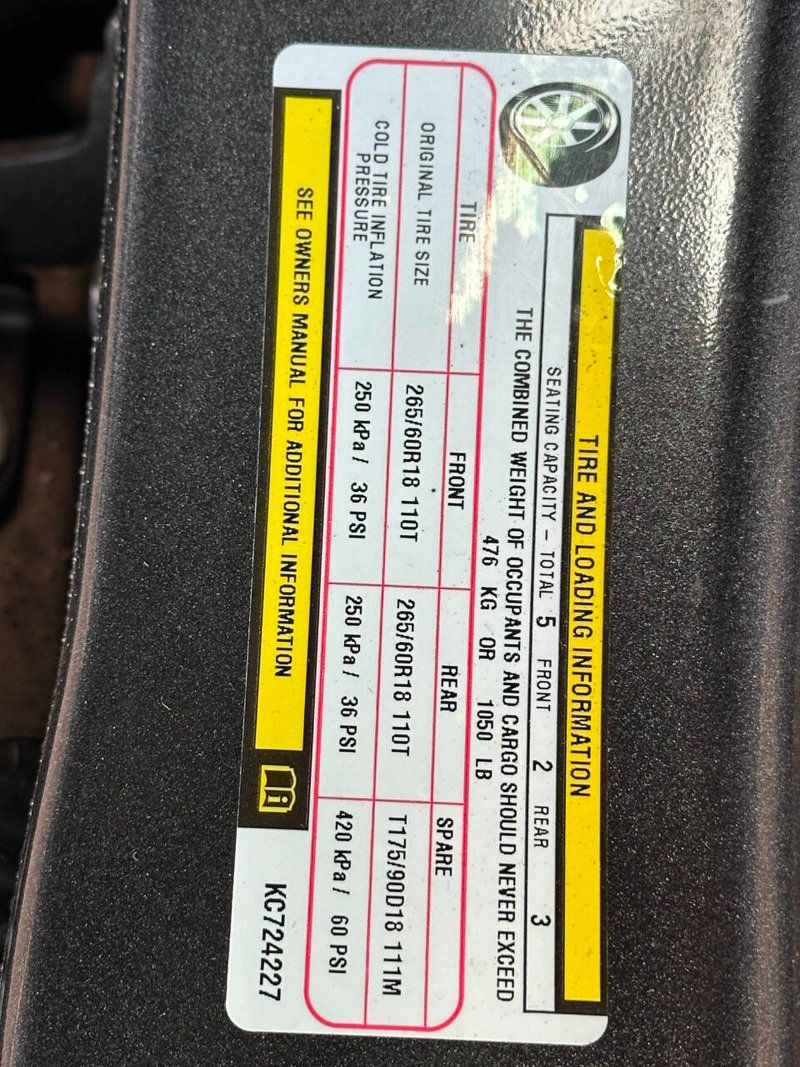 TIRE AND LOADING INFORMATION
SEATING CAPACITY – TOTAL 5 FRONT 2 REAR 3
THE COMBINED WEIGHT OF OCCUPANTS AND CARGO SHOULD NEVER EXCEED
476 KG OR 1050 LB
TIRE FRONT REAR SPARE
ORIGINAL TIRE SIZE 265/60R18 110T 265/60R18 110T T175/90D18 111M
COLD TIRE INFLATION
PRESSURE 250 kPa / 36 PSI 250 kPa / 36 PSI 420 kPa / 60 PSI
SEE OWNERS MANUAL FOR ADDITIONAL INFORMATION
KC724227